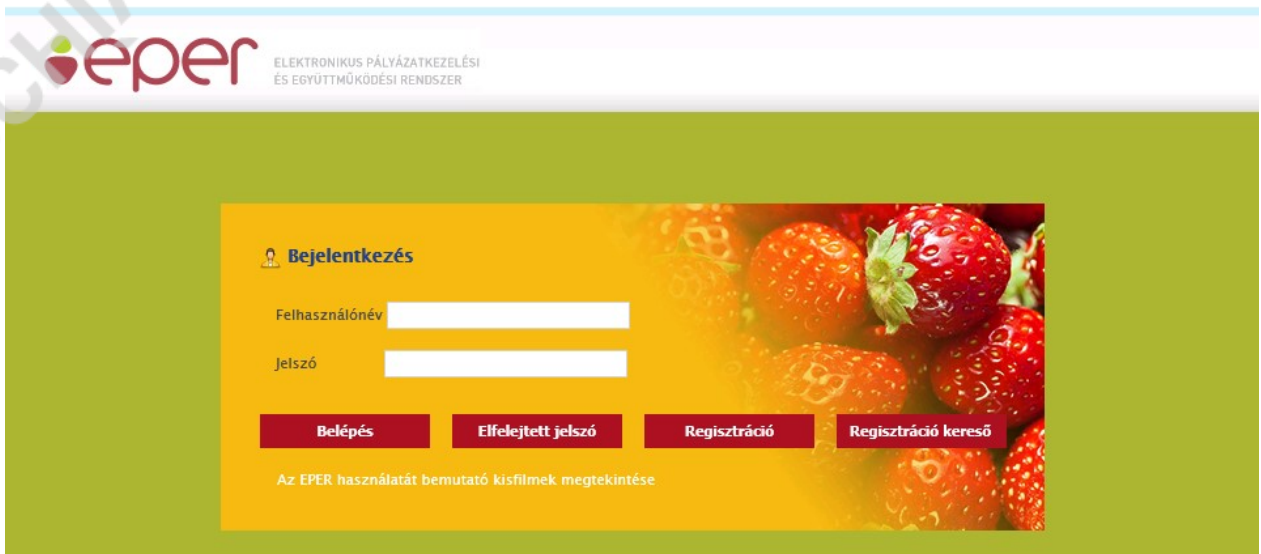 eper
ELEKTRONIKUS PÁLYÁZATKEZELÉSI
ÉS EGYÜTTMŰKÖDÉSI RENDSZER
Bejelentkezés
Felhasználónév
Jelszó
Belépés Elfelejtett jelszó Regisztráció Regisztráció kereső
Az EPER használatát bemutató kisfilmek megtekintése